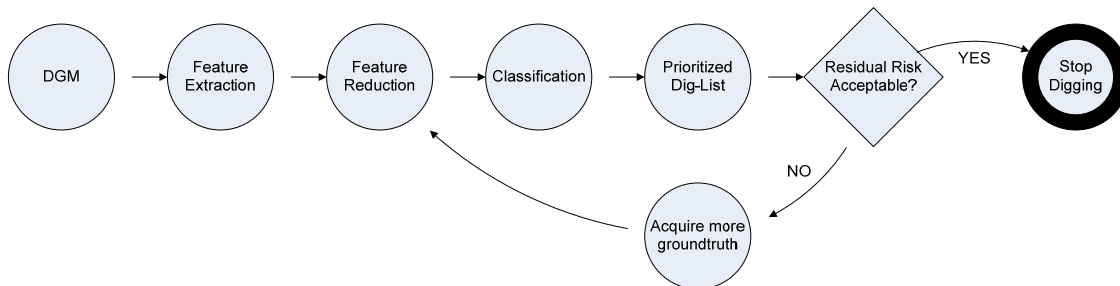 DGM
Feature
Extraction
Feature
Reduction
Classification
Prioritized
Dig-List
Residual Risk
Acceptable?
YES
Stop
Digging
NO
Acquire more
groundtruth